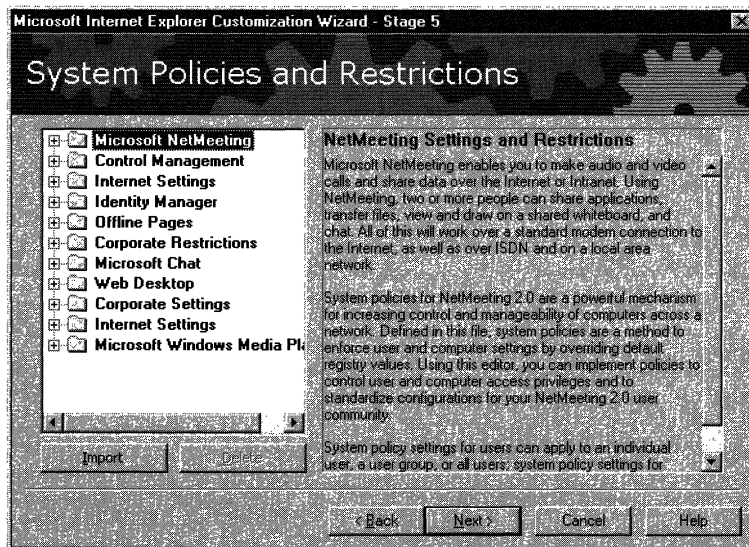 Microsoft Internet Explorer Customization Wizard - Stage 5
System Policies and Restrictions
Microsoft NetMeeting
Control Management
Internet Settings
Identity Manager
Offline Pages
Corporate Restrictions
Microsoft Chat
Web Desktop
Corporate Settings
Internet Settings
Microsoft Windows Media Pla
Import
Delete
NetMeeting Settings and Restrictions
Microsoft NetMeeting enables you to make audio and video
calls and share data over the Internet or Intranet. Using
NetMeeting, two or more people can share applications,
transfer files, view and draw on a shared whiteboard, and
chat. All of this will work over a standard modem connection to
the Internet, as well as over ISDN and on a local area
network.
System policies for NetMeeting 2.0 are a powerful mechanism
for increasing control and manageability of computers across a
network. Defined in this file, system policies are a method to
enforce user and computer settings by overriding default
registry values. Using this editor, you can implement policies to
control user and computer access privileges and to
standardize configurations for your NetMeeting 2.0 user
community.
System policy settings for users can apply to an individual
user, a user group, or all users; system policy settings for
< Back
Next >
Cancel
Help